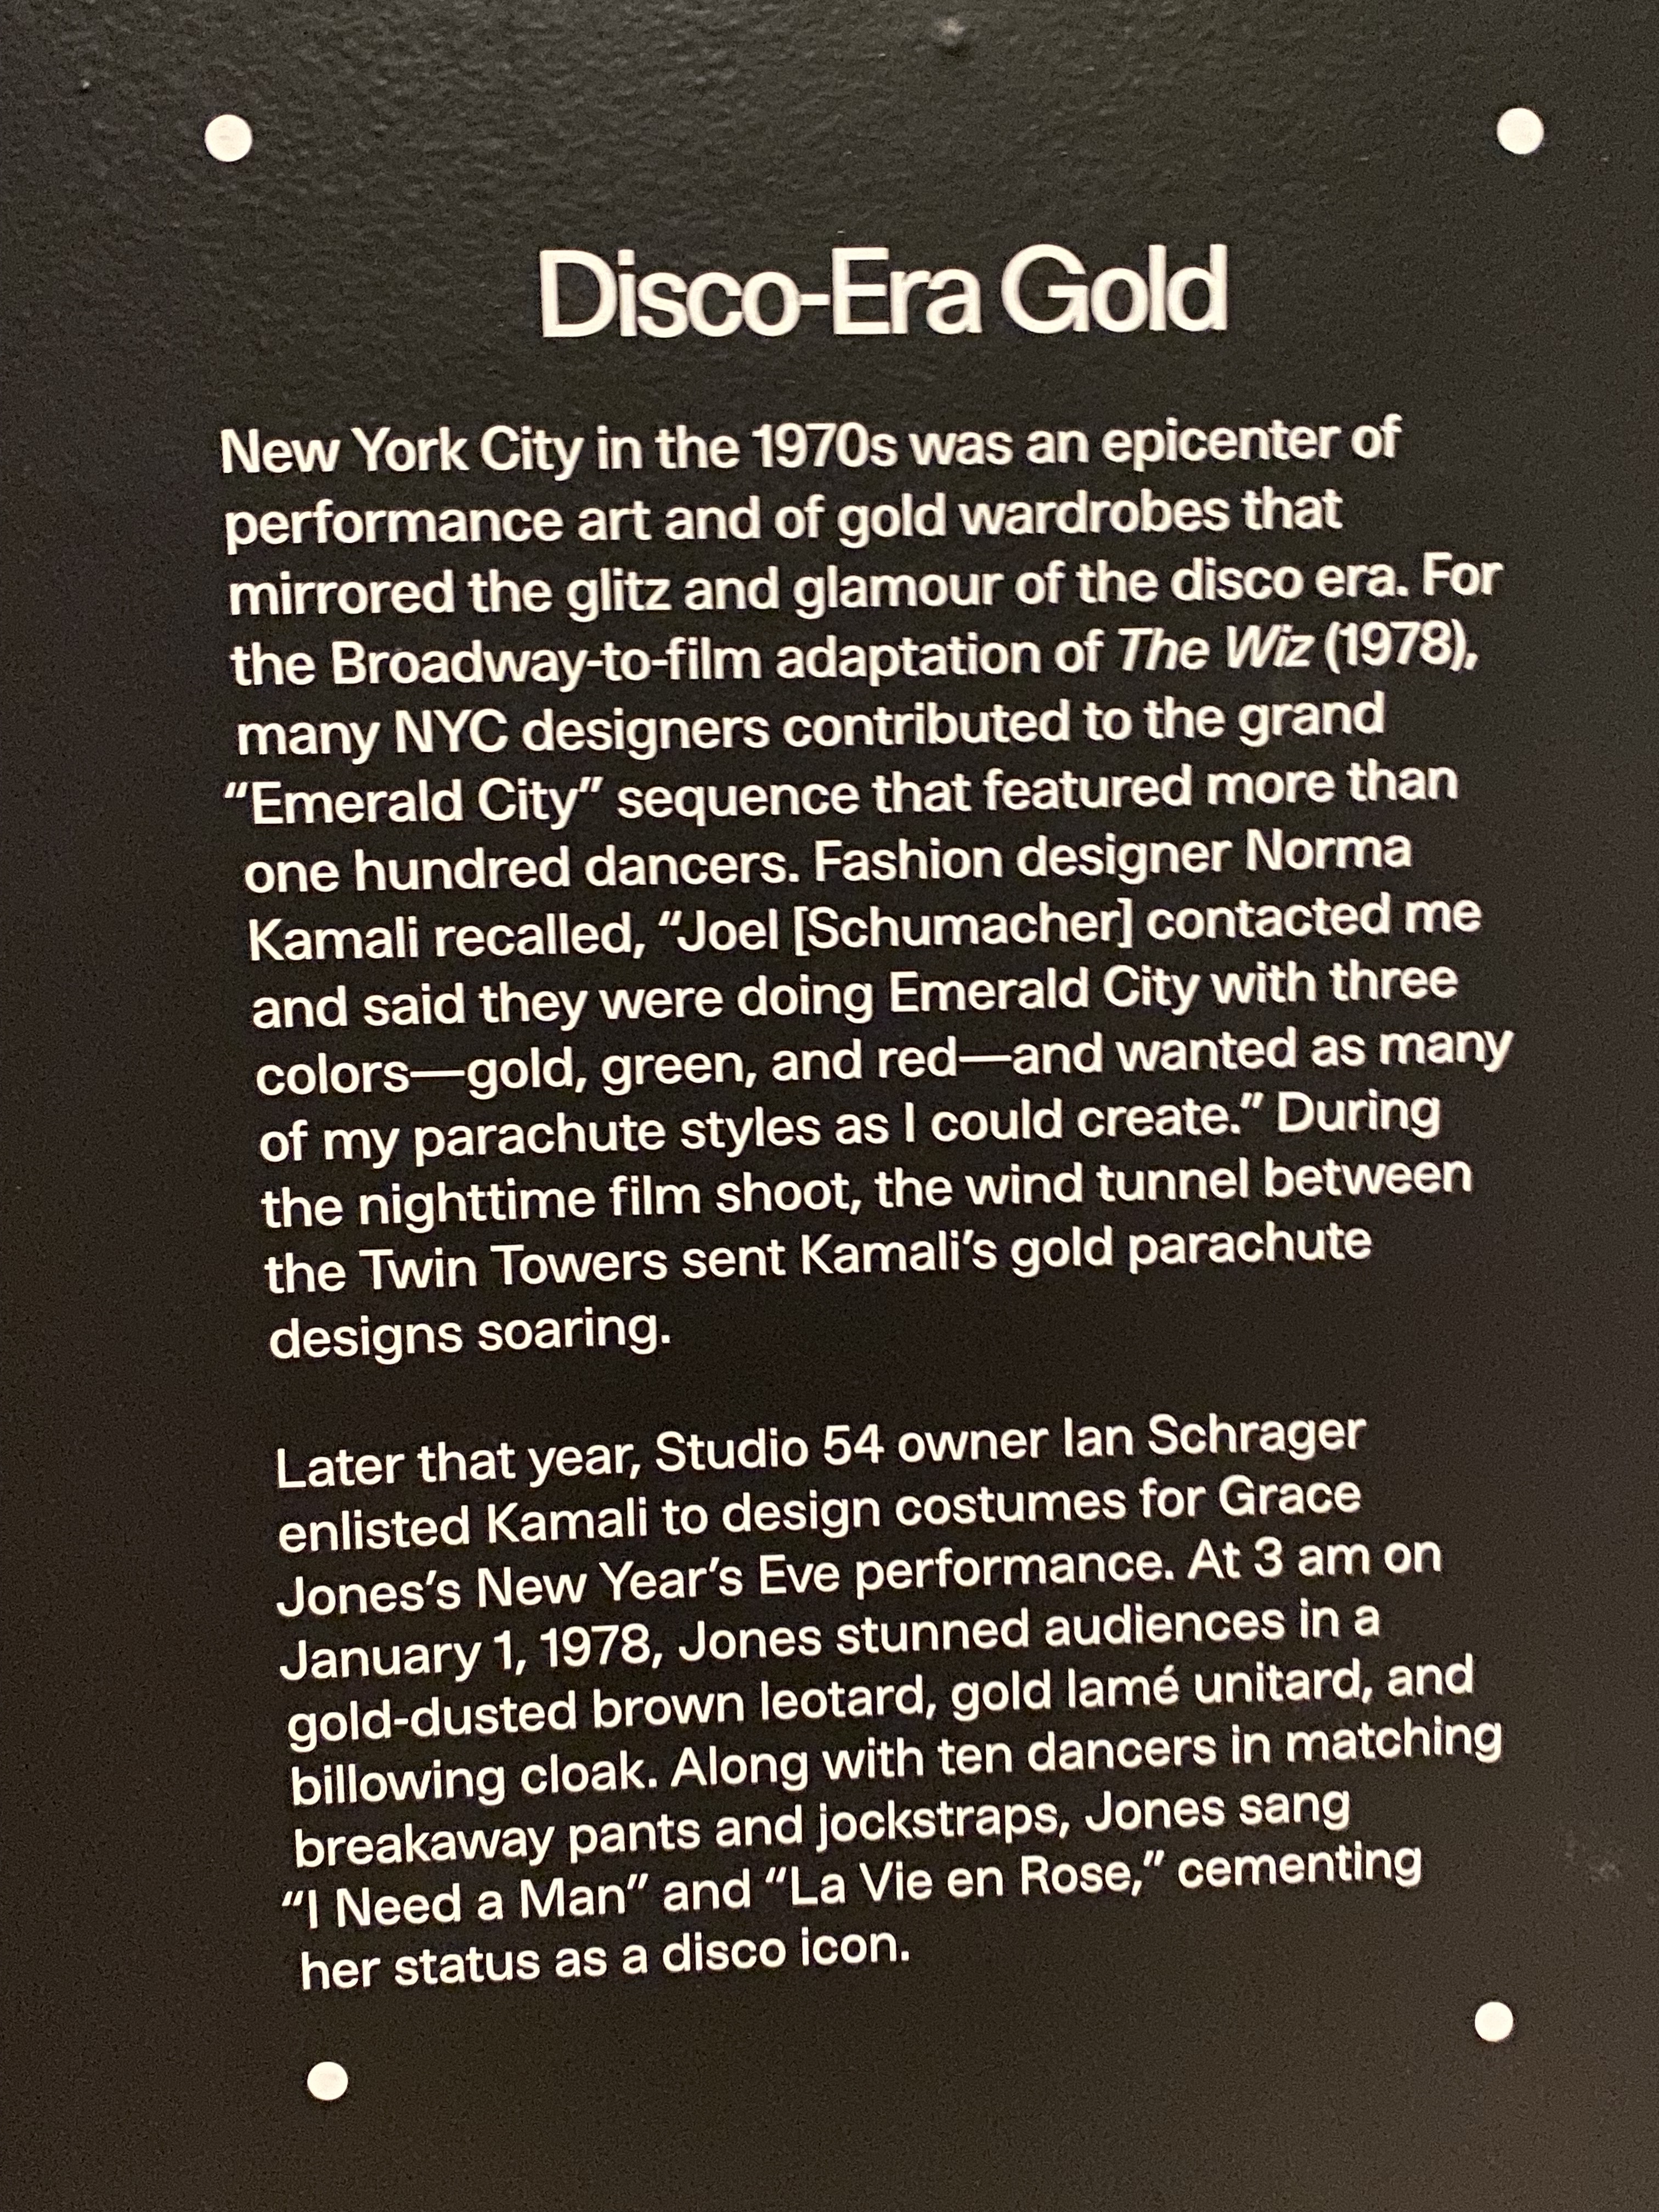 Disco-Era Gold
New York City in the 1970s was an epicenter of
performance art and of gold wardrobes that
mirrored the glitz and glamour of the disco era. For
the Broadway-to-film adaptation of The Wiz (1978),
many NYC designers contributed to the grand
“Emerald City” sequence that featured more than
one hundred dancers. Fashion designer Norma
Kamali recalled, “Joel [Schumacher] contacted me
and said they were doing Emerald City with three
colors—gold, green, and red—and wanted as many
of my parachute styles as I could create.” During
the nighttime film shoot, the wind tunnel between
the Twin Towers sent Kamali’s gold parachute
designs soaring.
Later that year, Studio 54 owner Ian Schrager
enlisted Kamali to design costumes for Grace
Jones’s New Year’s Eve performance. At 3 am on
January 1, 1978, Jones stunned audiences in a
gold-dusted brown leotard, gold lamé unitard, and
billowing cloak. Along with ten dancers in matching
breakaway pants and jockstraps, Jones sang
“I Need a Man” and “La Vie en Rose,” cementing
her status as a disco icon.